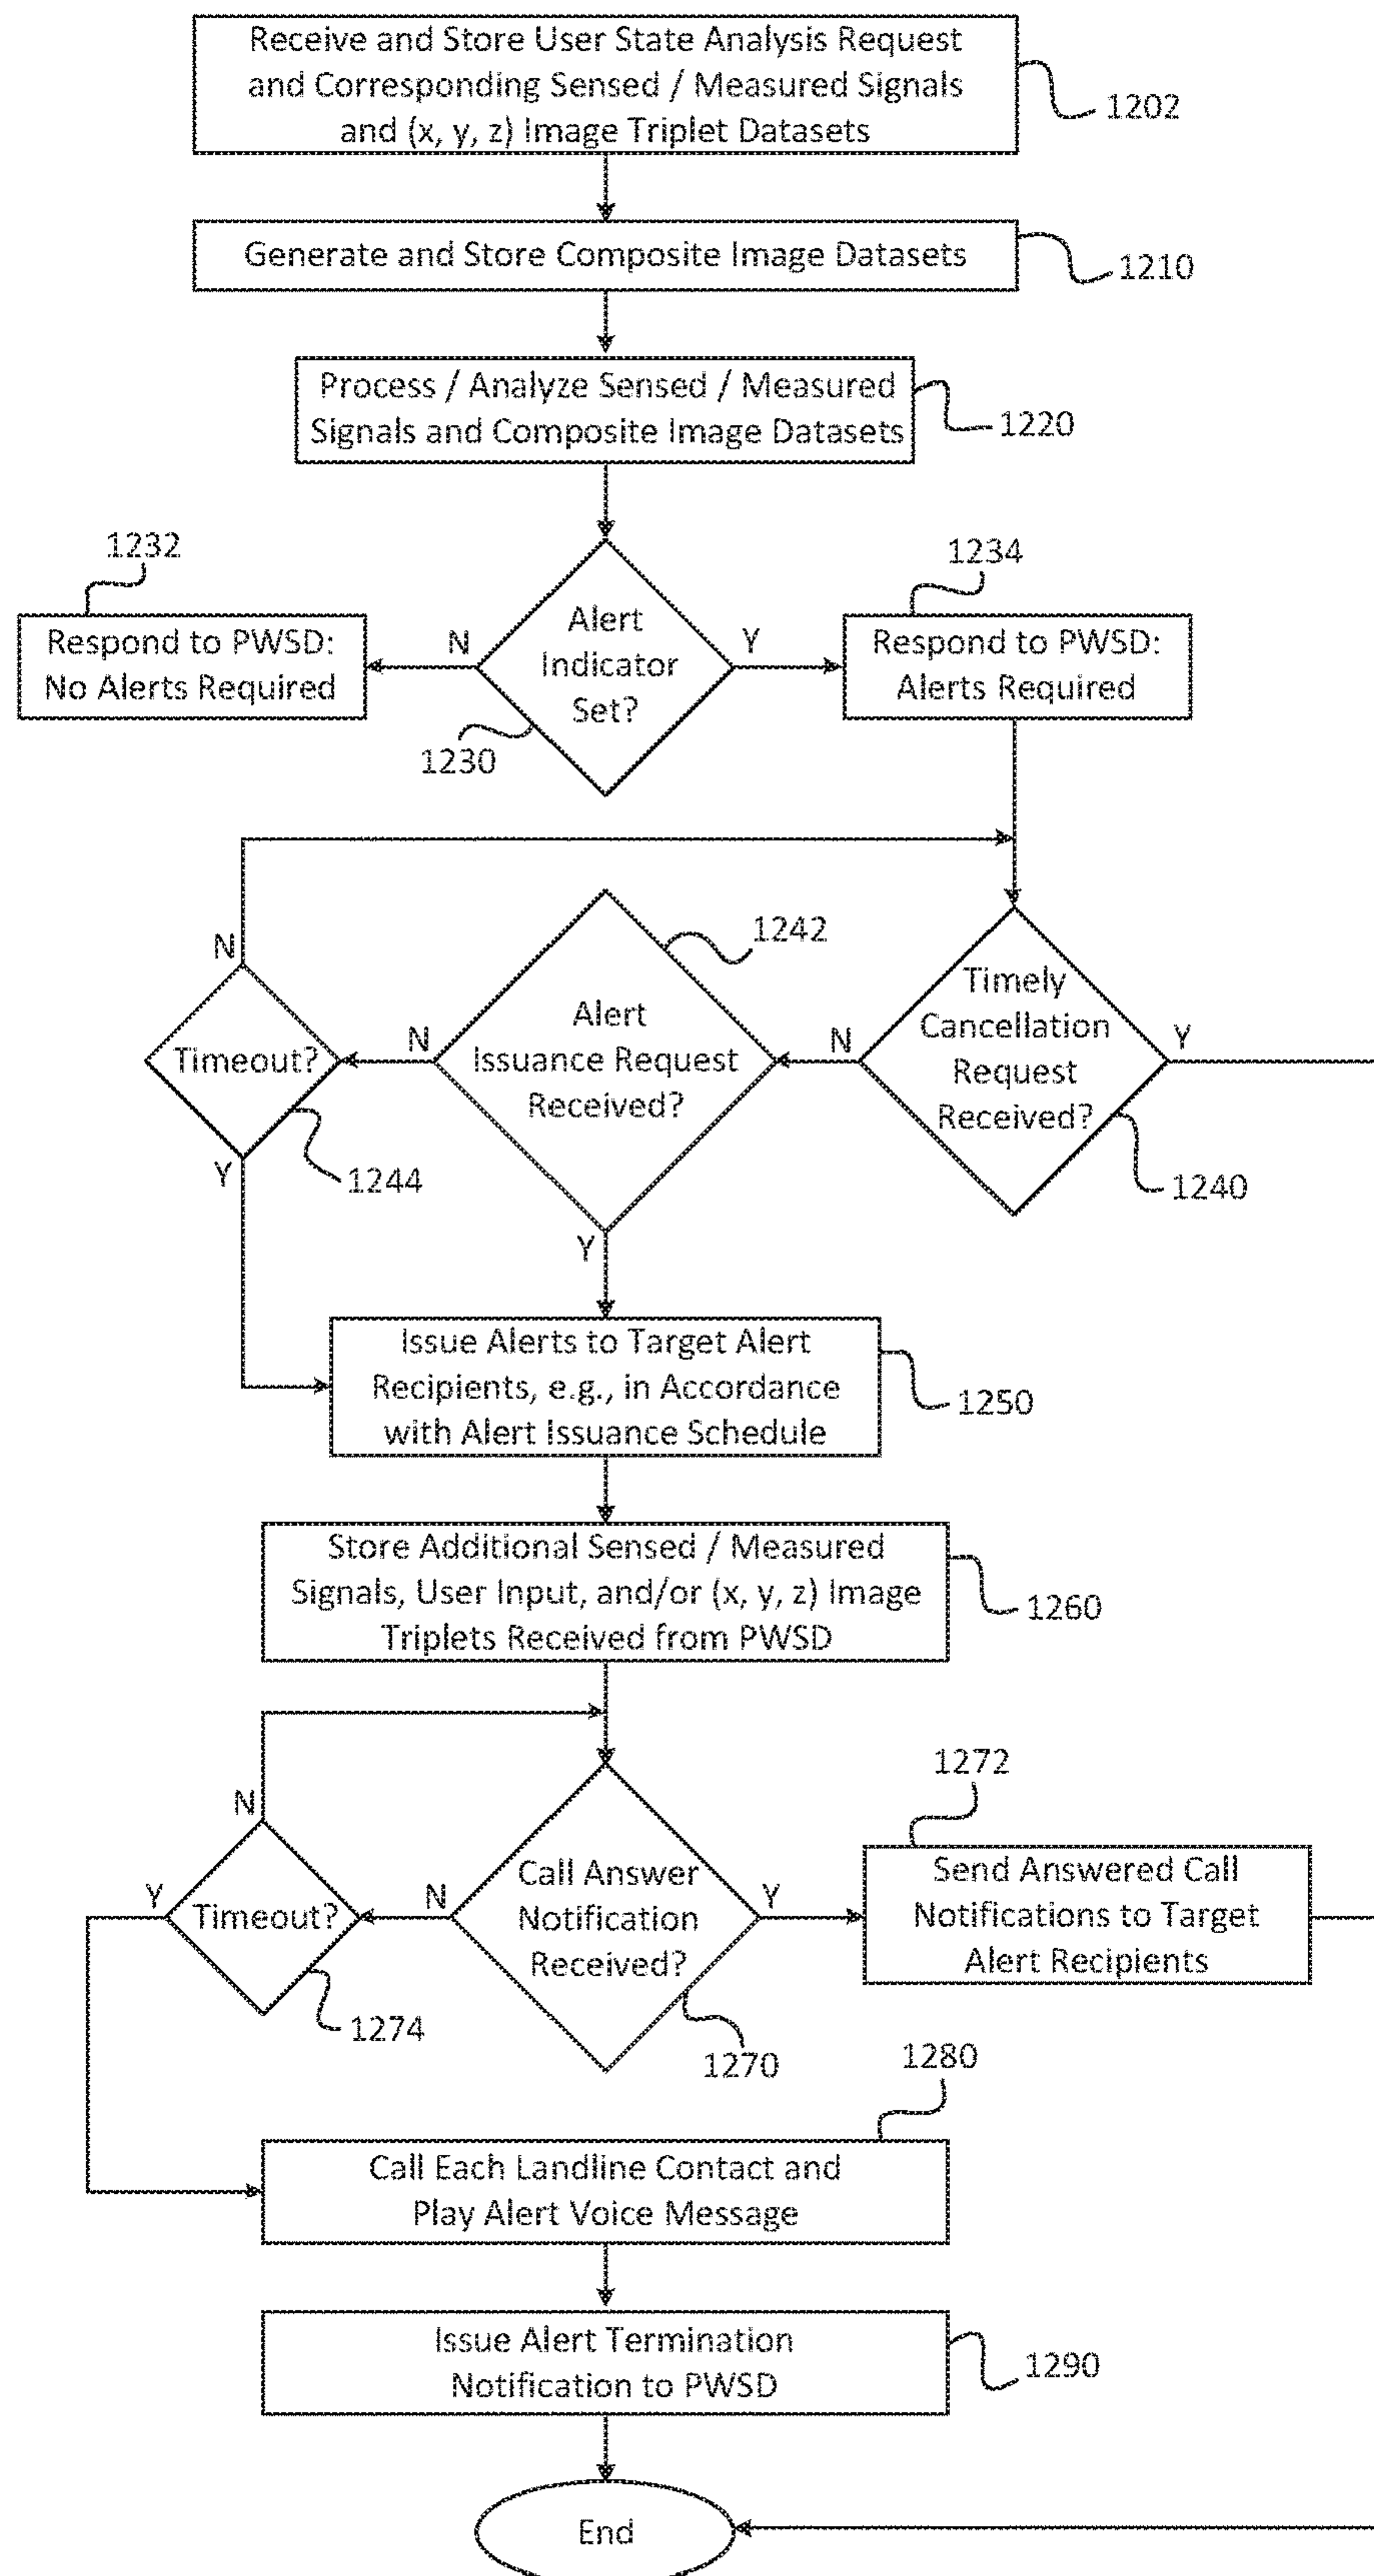 Receive and Store User State Analysis Request
and Corresponding Sensed / Measured Signals
and (x, y, z) Image Triplet Datasets
1202
Generate and Store Composite Image Datasets
1210
Process / Analyze Sensed / Measured
Signals and Composite Image Datasets
1220
1232
1234
Respond to PWSD:
No Alerts Required
N
Alert
Indicator
Set?
Y
Respond to PWSD:
Alerts Required
1230
N
1242
Timeout?
N
Alert
Issuance Request
Received?
N
Timely
Cancellation
Request
Received?
Y
Y
1244
1240
Y
Issue Alerts to Target Alert
Recipients, e.g., in Accordance
with Alert Issuance Schedule
1250
Store Additional Sensed / Measured
Signals, User Input, and/or (x, y, z) Image
Triplets Received from PWSD
1260
1272
N
Y
Timeout?
N
Call Answer
Notification
Received?
Y
Send Answered Call
Notifications to Target
Alert Recipients
1274
1270
1280
Call Each Landline Contact and
Play Alert Voice Message
Issue Alert Termination
Notification to PWSD
1290
End